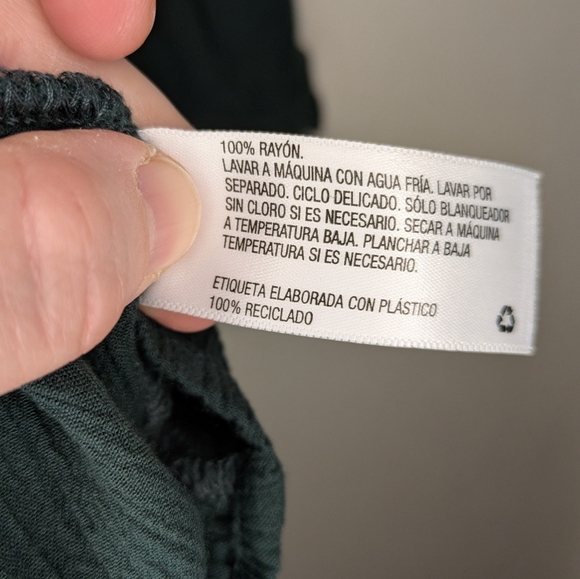 100% RAYÓN.
LAVAR A MÁQUINA CON AGUA FRÍA. LAVAR POR
SEPARADO. CICLO DELICADO. SÓLO BLANQUEADOR
SIN CLORO SI ES NECESARIO. SECAR A MÁQUINA
A TEMPERATURA BAJA. PLANCHAR A BAJA
TEMPERATURA SI ES NECESARIO.
ETIQUETA ELABORADA CON PLÁSTICO
100% RECICLADO